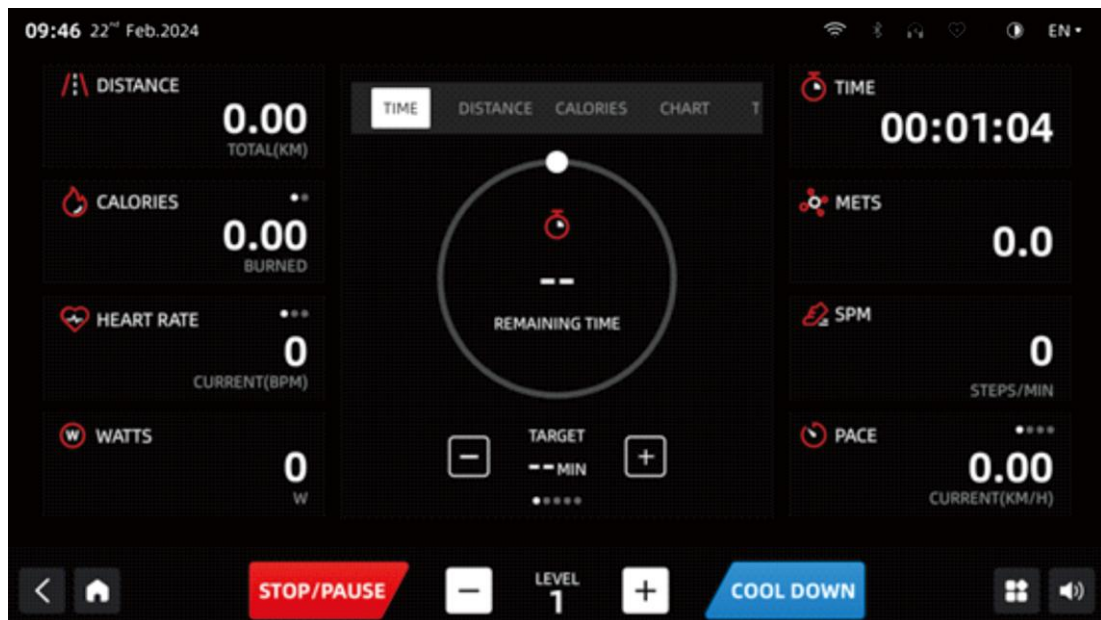 09:46 22nd Feb.2024
EN
DISTANCE
0.00
TOTAL(KM)
CALORIES
0.00
BURNED
HEART RATE
0
CURRENT(BPM)
WATTS
0
W
TIME DISTANCE CALORIES CHART T
--
REMAINING TIME
TARGET
--MIN
TIME
00:01:04
METS
0.0
SPM
0
STEPS/MIN
PACE
0.00
CURRENT(KM/H)
STOP/PAUSE
LEVEL
1
COOL DOWN